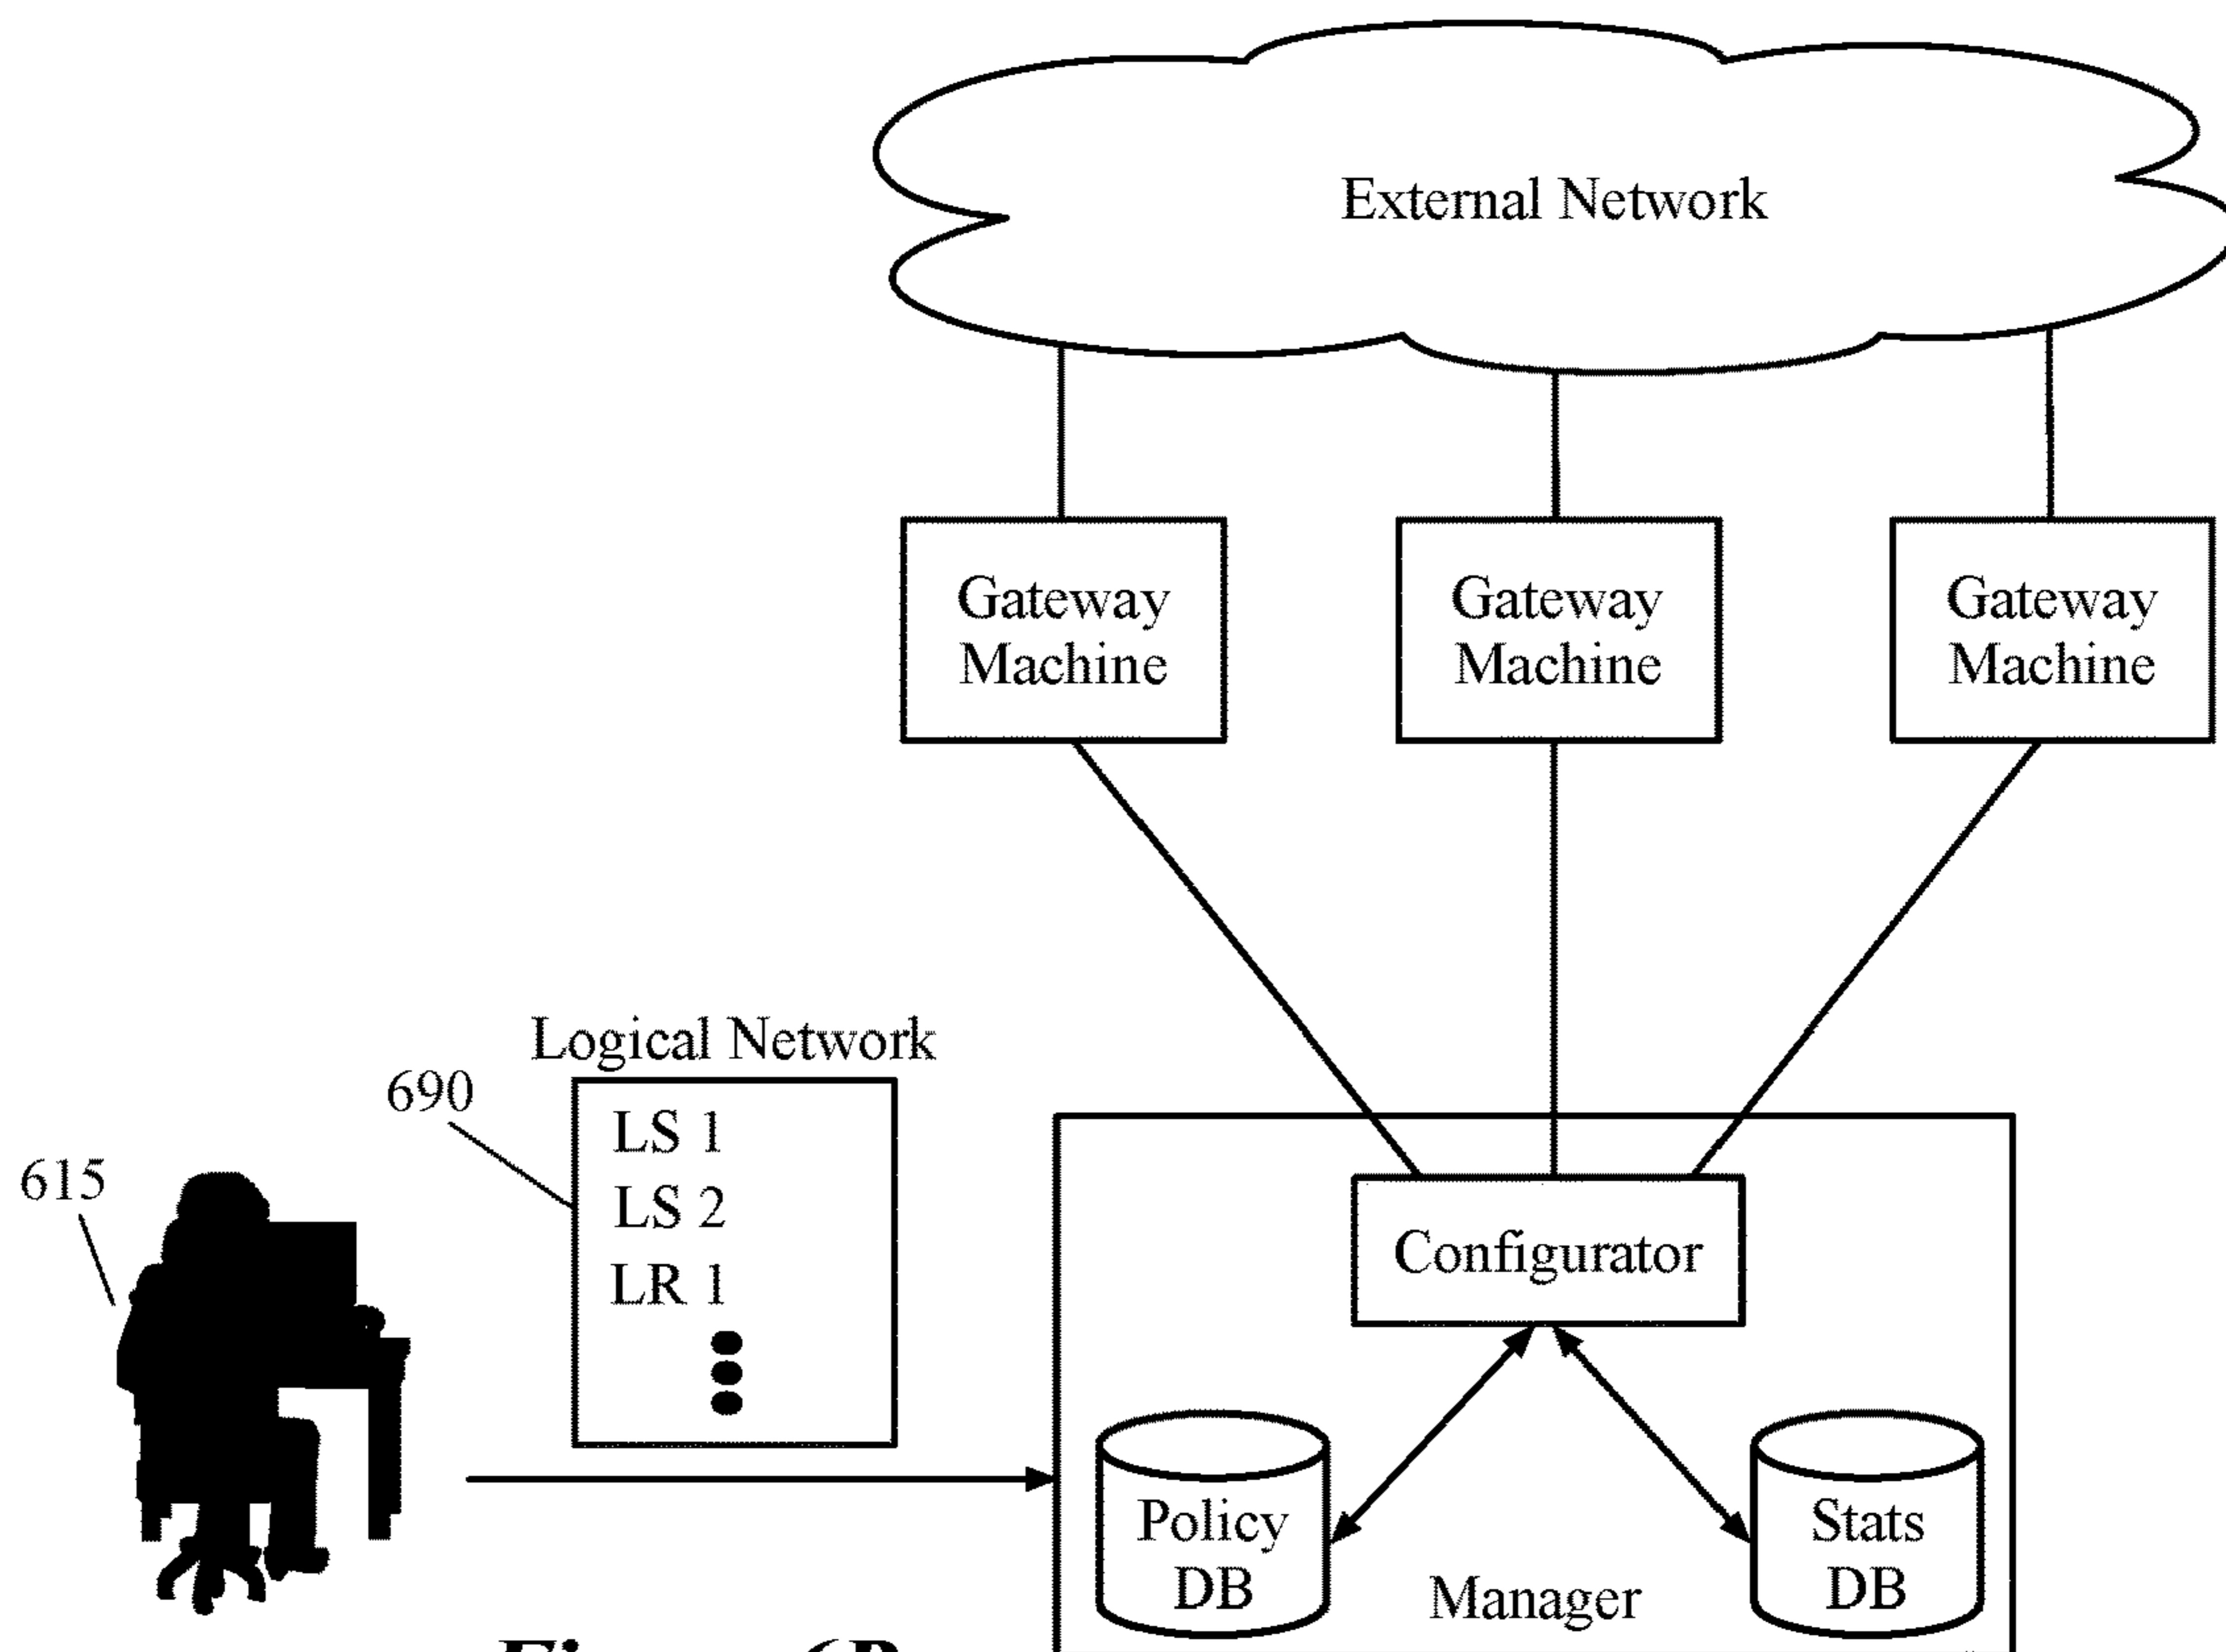 External Network
Gateway
Machine
Gateway
Machine
Gateway
Machine
Logical Network
690
LS 1
LS 2
LR 1
615
Configurator
Policy
DB
Stats
DB
Manager